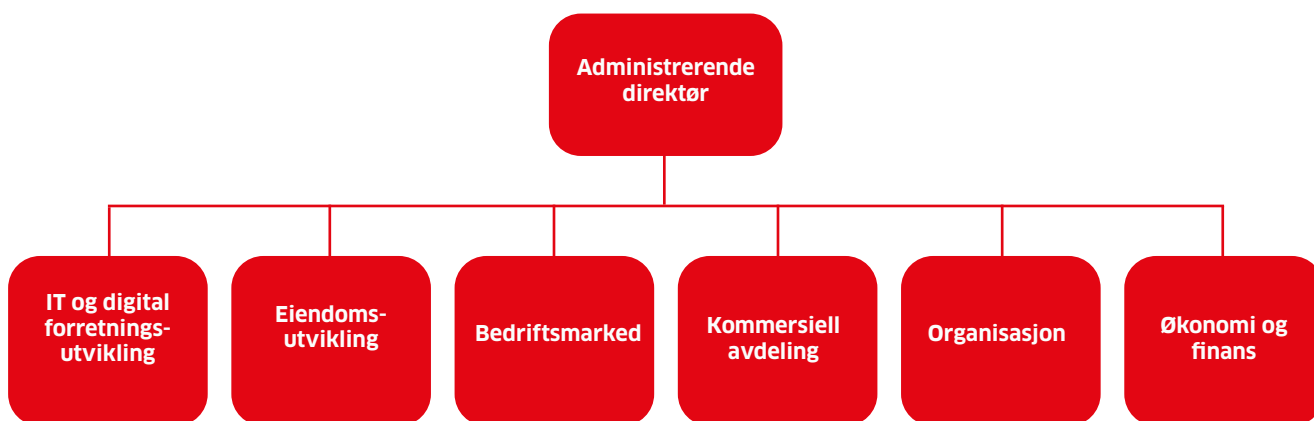 Administrerende
direktør
IT og digital
forretnings-
utvikling
Eiendoms-
utvikling
Bedriftsmarked
Kommersiell
avdeling
Organisasjon
Økonomi og
finans